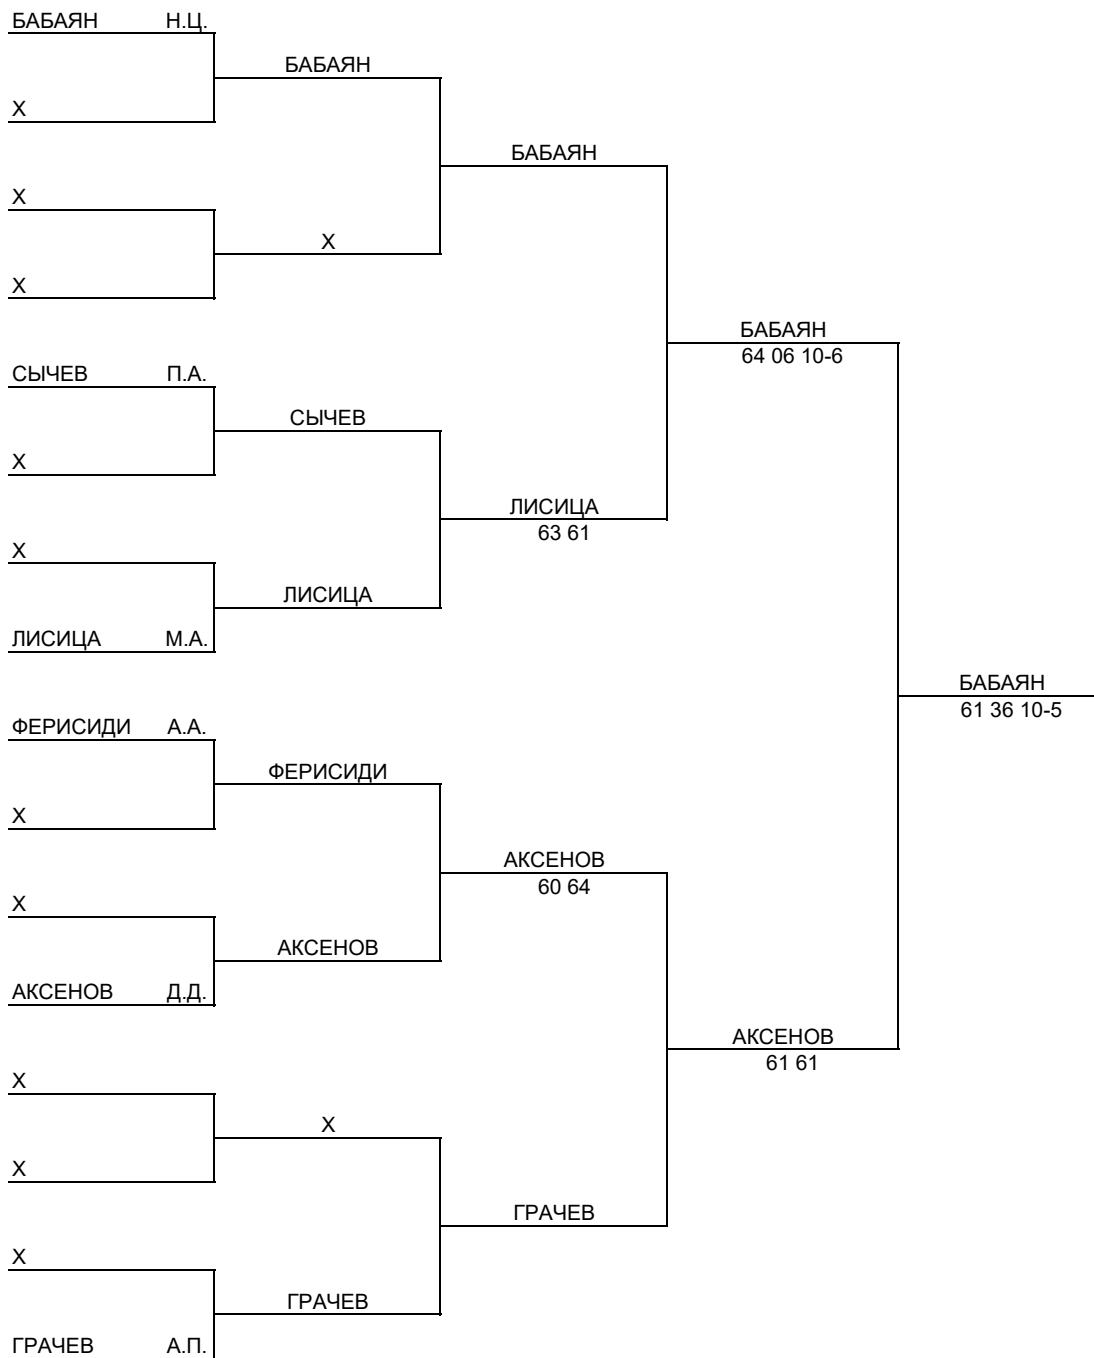 БАБАЯН Н.Ц.
БАБАЯН
Х
БАБАЯН
Х
Х
Х
БАБАЯН
64 06 10-6
СЫЧЕВ П.А.
СЫЧЕВ
Х
ЛИСИЦА
63 61
Х
ЛИСИЦА
ЛИСИЦА М.А.
БАБАЯН
61 36 10-5
ФЕРИСИДИ А.А.
ФЕРИСИДИ
Х
АКСЕНОВ
60 64
Х
АКСЕНОВ
АКСЕНОВ Д.Д.
АКСЕНОВ
61 61
Х
Х
Х
ГРАЧЕВ
Х
ГРАЧЕВ
ГРАЧЕВ А.П.